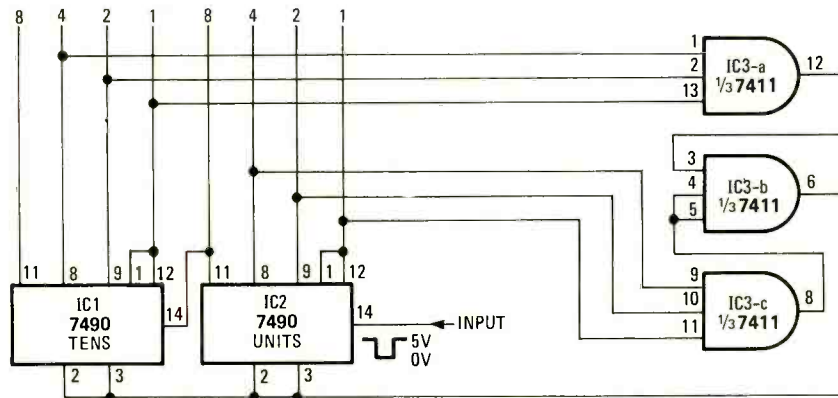 8 4 2 1 8 4 2 1
1
2
13
IC3-a
1/3 7411
12
3
4
5
IC3-b
1/3 7411
6
9
10
11
IC3-c
1/3 7411
8
11 8 9 1 12
11 8 9 1 12
IC1
7490
TENS
14
IC2
7490
UNITS
14
INPUT
5V
0V
2 3
2 3